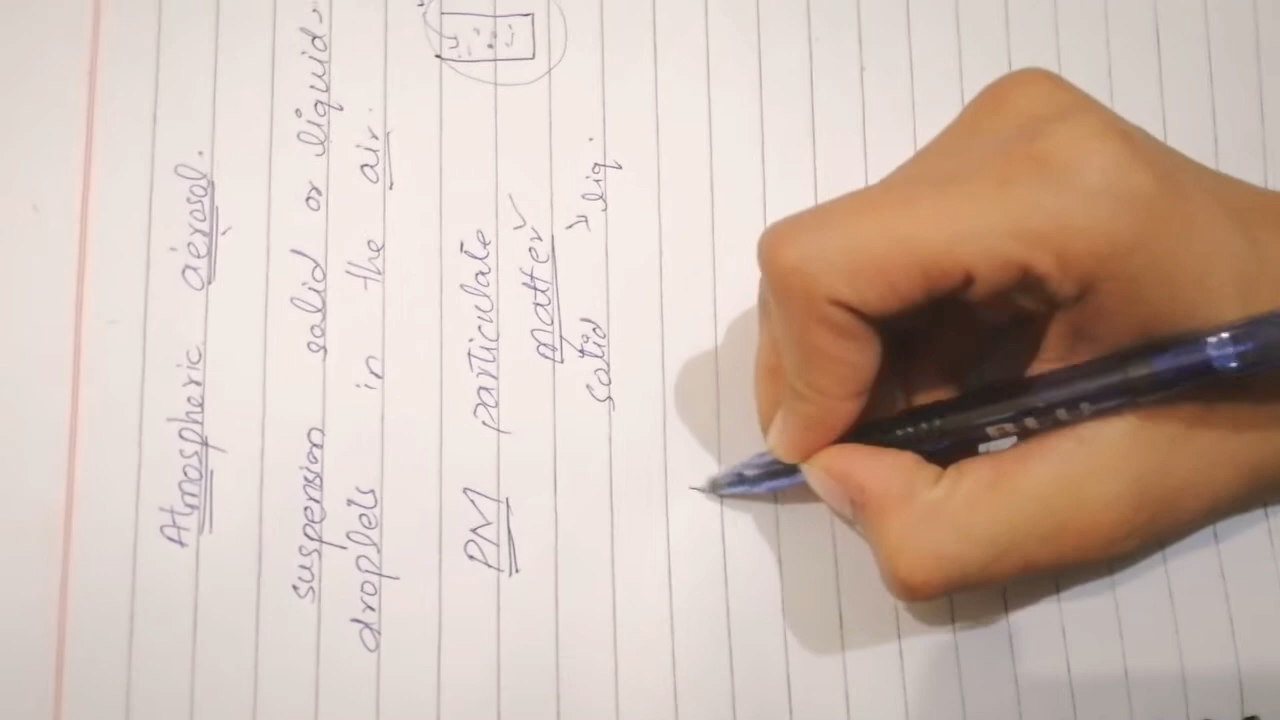 Atmospheric aerosol.
suspension solid or liquid
droplets in the air.
PM particulate
Matter
solid liq.